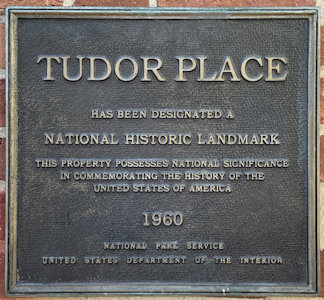 TUDOR PLACE
HAS BEEN DESIGNATED A
NATIONAL HISTORIC LANDMARK
THIS PROPERTY POSSESSES NATIONAL SIGNIFICANCE
IN COMMEMORATING THE HISTORY OF THE
UNITED STATES OF AMERICA
1960
NATIONAL PARK SERVICE
UNITED STATES DEPARTMENT OF THE INTERIOR